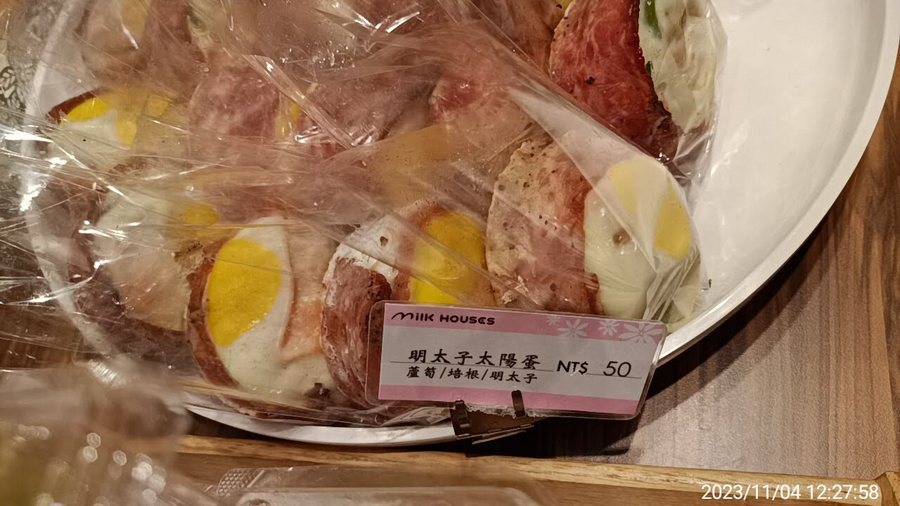 Milk Houses
明太子太陽蛋 NT$ 50
蘆筍/培根/明太子
2023/11/04 12:27:58